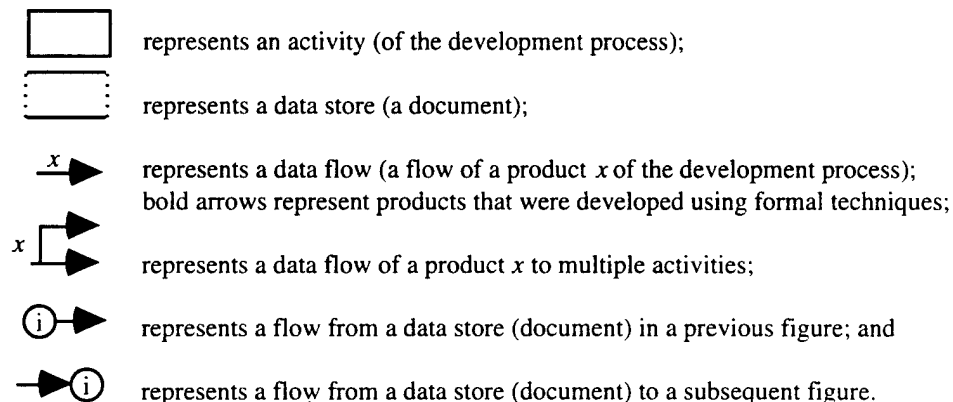 represents an activity (of the development process);
represents a data store (a document);
x represents a data flow (a flow of a product x of the development process);
bold arrows represent products that were developed using formal techniques;
x represents a data flow of a product x to multiple activities;
i represents a flow from a data store (document) in a previous figure; and
i represents a flow from a data store (document) to a subsequent figure.